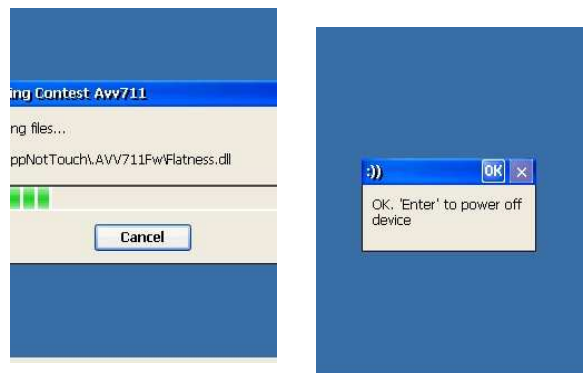 ing Contest Avv711
ng files...
ppNotTouch\.AVV711Fw\Flatness.dll
Cancel
:)) OK
OK. 'Enter' to power off
device